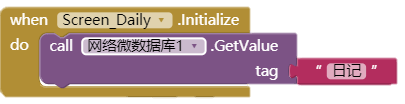 when Screen_Daily .Initialize
do call 网络微数据库1 .GetValue
tag " 日记 "